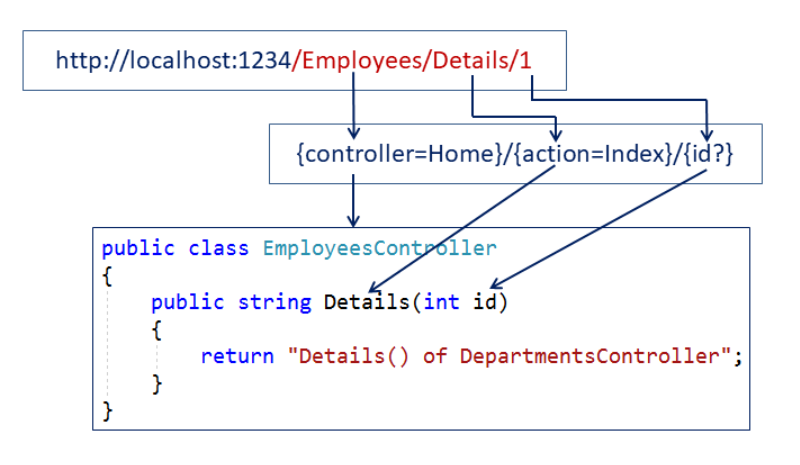 http://localhost:1234/Employees/Details/1
{controller=Home}/{action=Index}/{id?}
public class EmployeesController
{
public string Details(int id)
{
return "Details() of DepartmentsController";
}
}